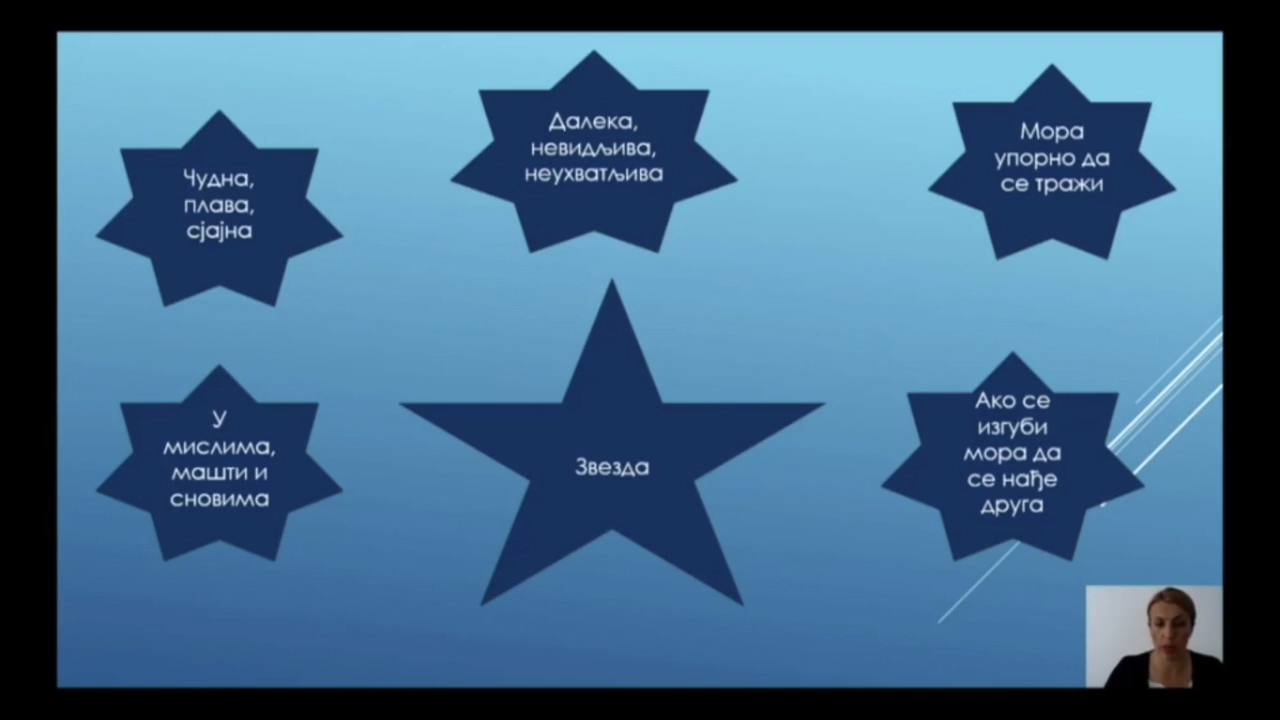 Чудна,
плава,
сјајна
Далека,
невидљива,
неухватљива
Мора
упорно да
се тражи
У
мислима,
машти и
сновима
Звезда
Ако се
изгуби
мора да
се нађе
друга